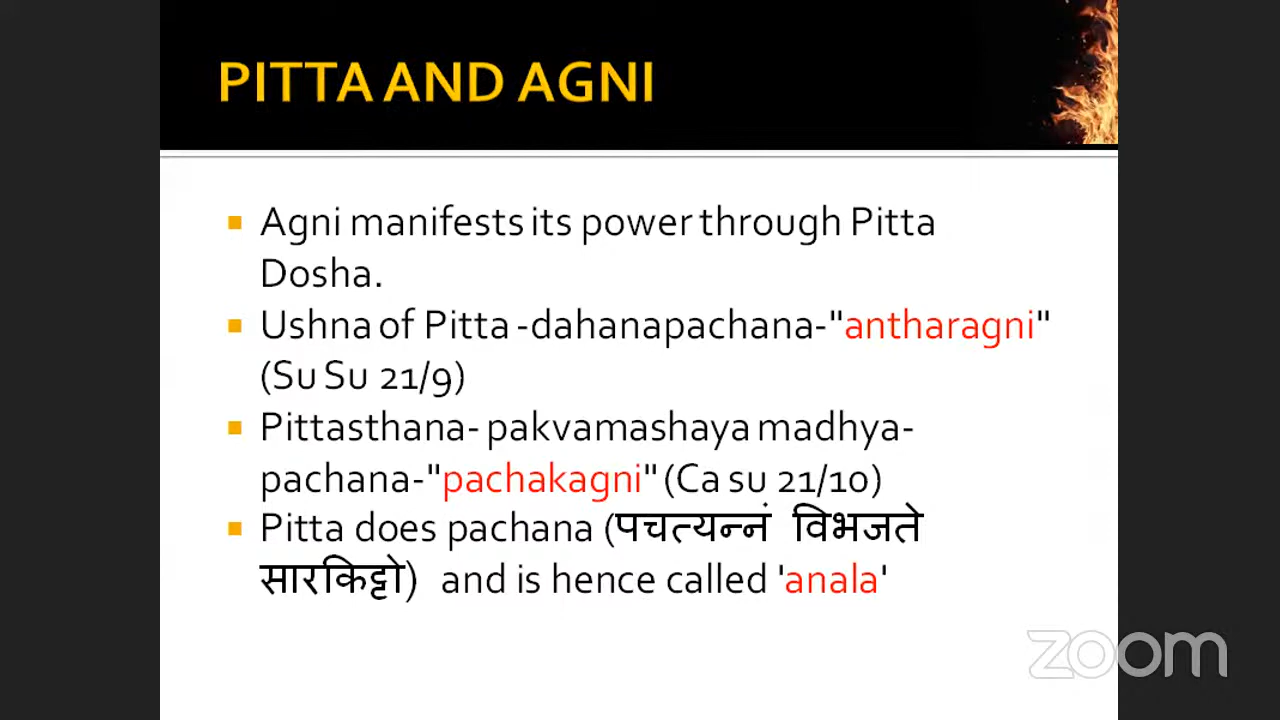 PITTA AND AGNI
Agni manifests its power through Pitta
Dosha.
Ushna of Pitta -dahanapachana-"antharagni"
(Su Su 21/9)
Pittasthana- pakvamashaya madhya-
pachana-"pachakagni" (Ca su 21/10)
Pitta does pachana (पचत्यन्नं विभजते
सारकिट्टो) and is hence called 'anala'
zoom